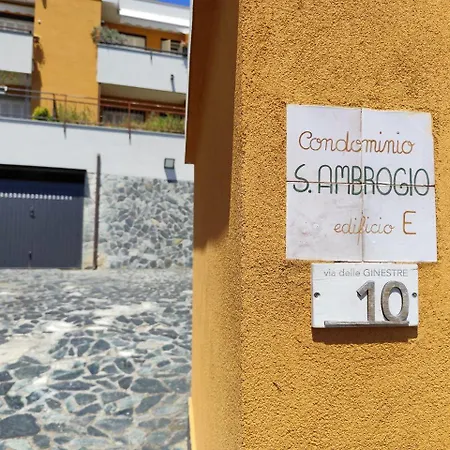 Condominio
S. AMBROGIO
edificio E
via delle GINESTRE
10